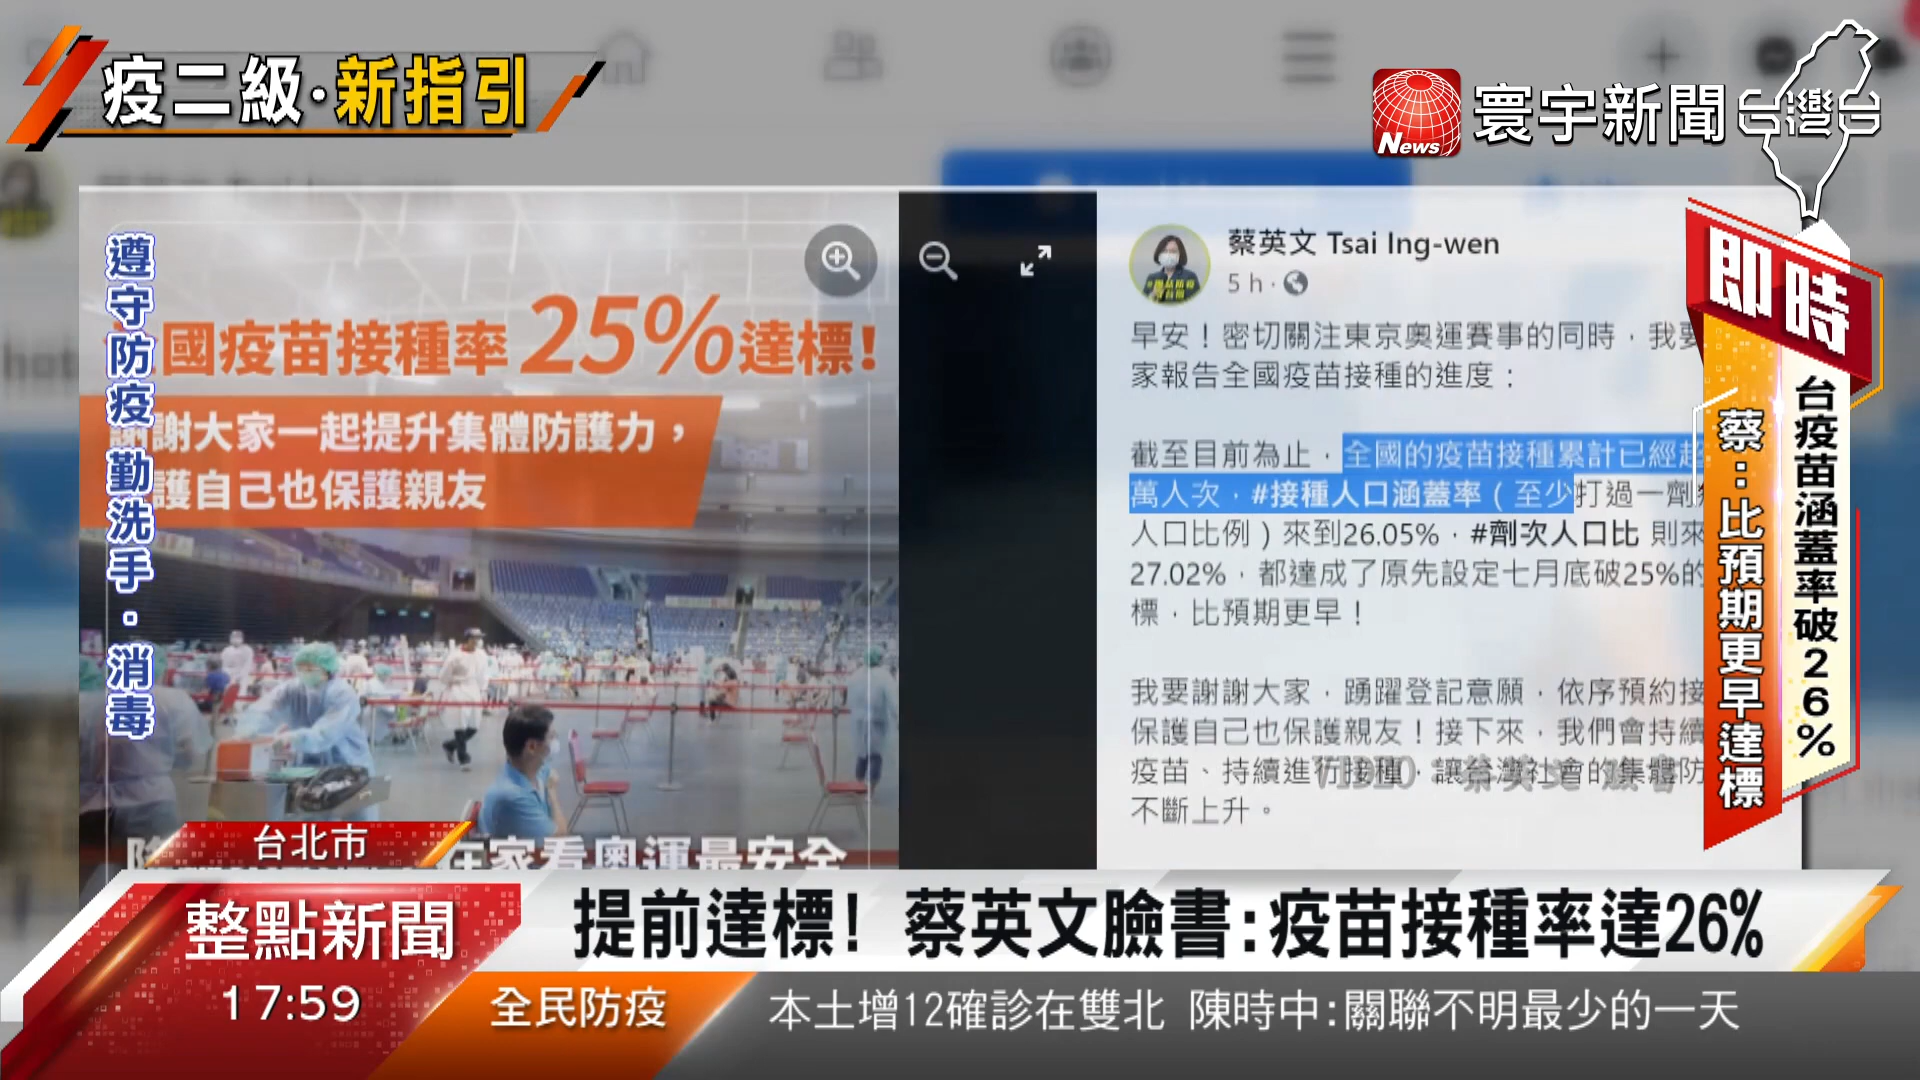 疫二級·新指引
News 寰宇新聞 台灣台
遵守防疫勤洗手·消毒
國疫苗接種率25%達標!
謝謝大家一起提升集體防護力,
護自己也保護親友
在家看奧運最安全
蔡英文 Tsai Ing-wen
5 h ·
早安！密切關注東京奧運賽事的同時，我要
家報告全國疫苗接種的進度：
截至目前為止，全國的疫苗接種累計已經超
萬人次，#接種人口涵蓋率（至少打過一劑
人口比例）來到26.05%，#劑次人口比 則來
27.02%，都達成了原先設定七月底破25%的
標，比預期更早！
我要謝謝大家，踴躍登記意願，依序預約接
保護自己也保護親友！接下來，我們會持續
疫苗、持續進行接種，讓台灣社會的集體防
不斷上升。
即時
台疫苗涵蓋率破26%
蔡:比預期更早達標
台北市
整點新聞
17:59
提前達標! 蔡英文臉書:疫苗接種率達26%
全民防疫
本土增12確診在雙北 陳時中:關聯不明最少的一天